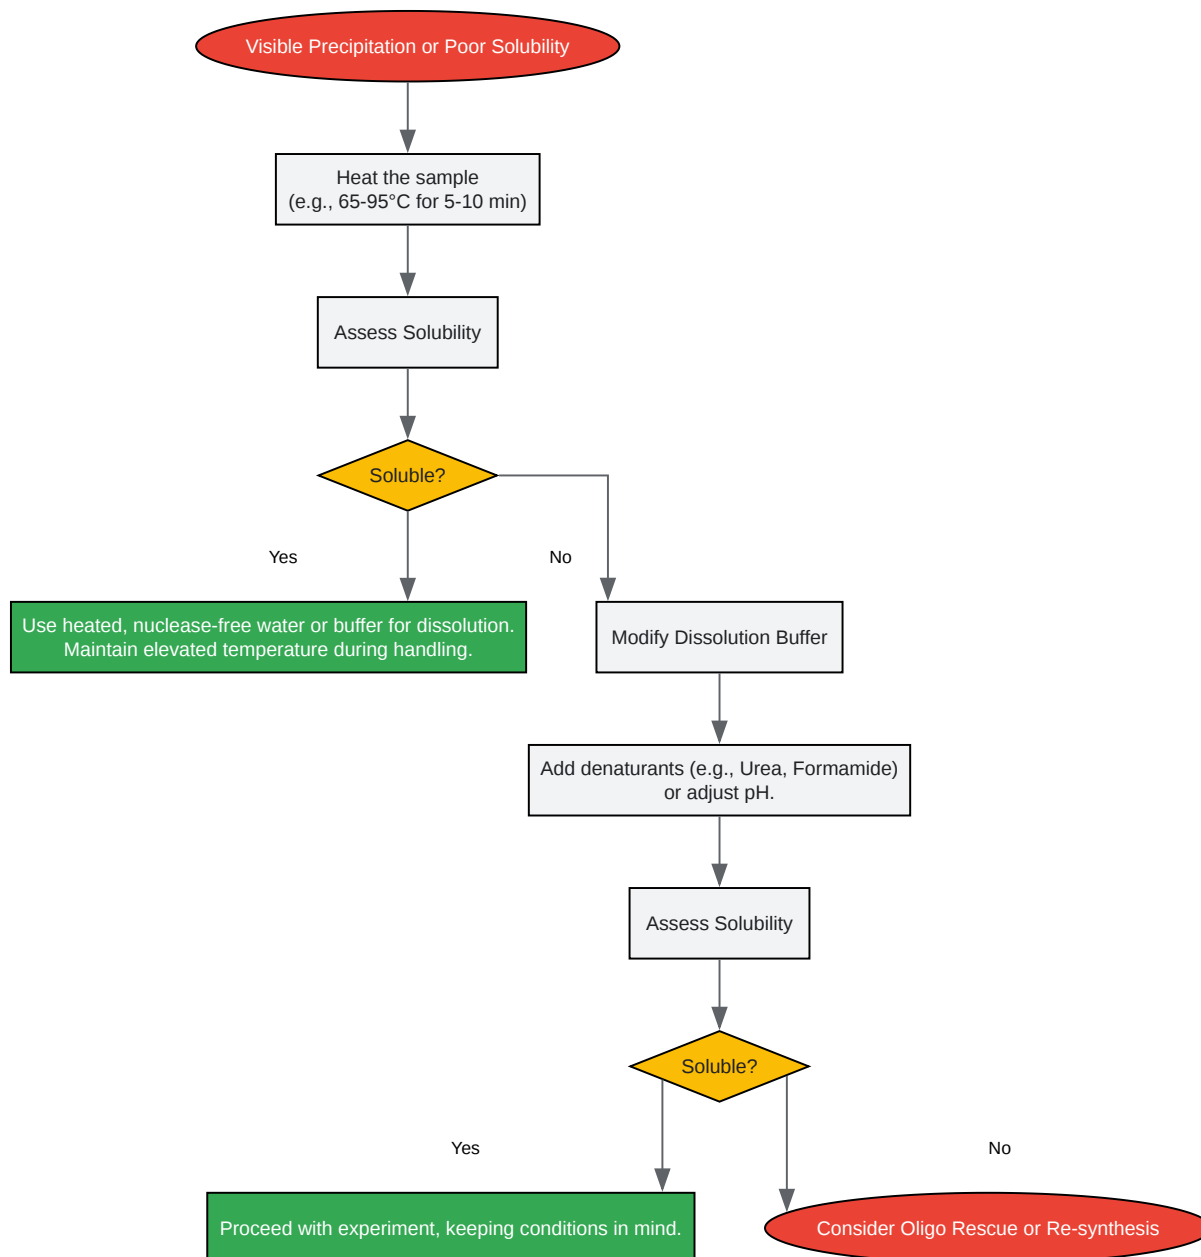 Visible Precipitation or Poor Solubility
Heat the sample
(e.g., 65-95°C for 5-10 min)
Assess Solubility
Soluble?
Yes
No
Use heated, nuclease-free water or buffer for dissolution.
Maintain elevated temperature during handling.
Modify Dissolution Buffer
Add denaturants (e.g., Urea, Formamide)
or adjust pH.
Assess Solubility
Soluble?
Yes
No
Proceed with experiment, keeping conditions in mind.
Consider Oligo Rescue or Re-synthesis